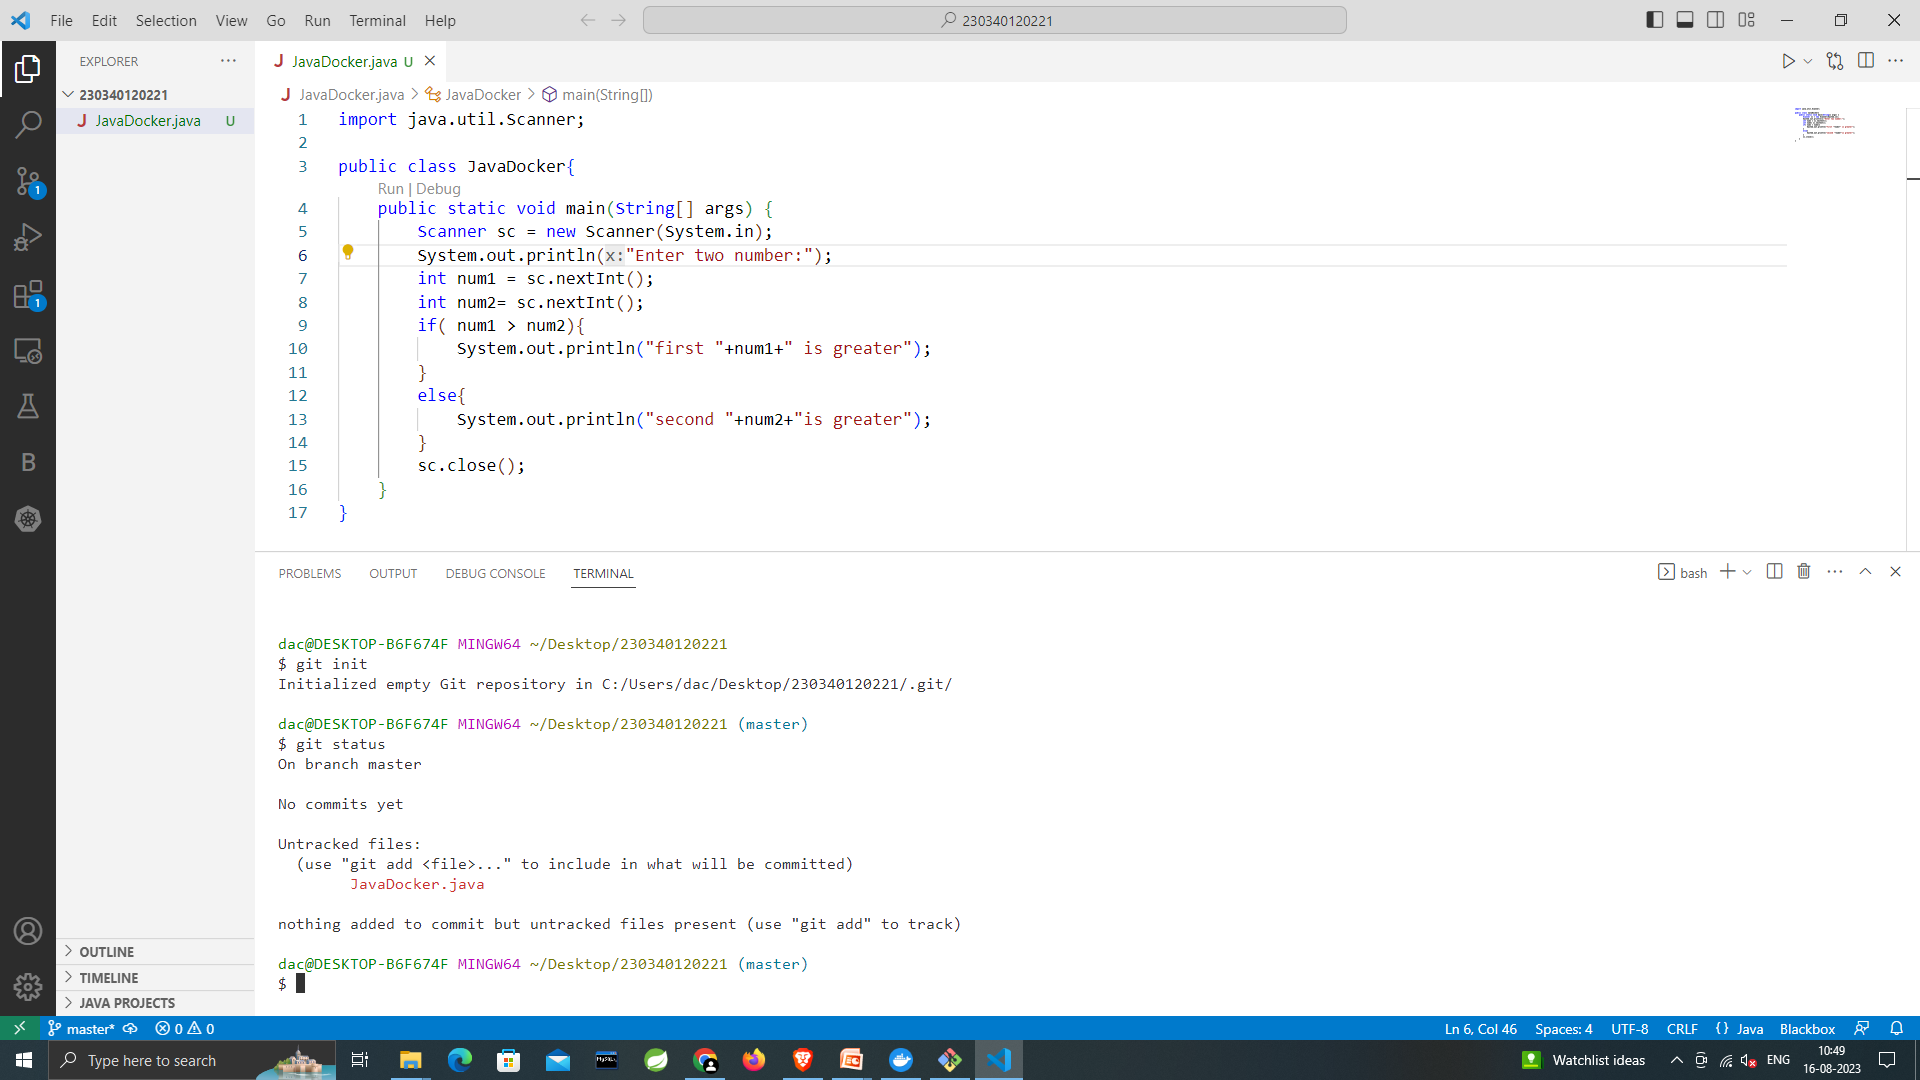 File Edit Selection View Go Run Terminal Help
230340120221
EXPLORER
230340120221
J JavaDocker.java U
OUTLINE
TIMELINE
JAVA PROJECTS
J JavaDocker.java U
J JavaDocker.java > JavaDocker > main(String[])
1 import java.util.Scanner;
2
3 public class JavaDocker{
Run | Debug
4 public static void main(String[] args) {
5 Scanner sc = new Scanner(System.in);
6 System.out.println(x:"Enter two number:");
7 int num1 = sc.nextInt();
8 int num2= sc.nextInt();
9 if( num1 > num2){
10 System.out.println("first "+num1+" is greater");
11 }
12 else{
13 System.out.println("second "+num2+"is greater");
14 }
15 sc.close();
16 }
17 }
PROBLEMS OUTPUT DEBUG CONSOLE TERMINAL
bash
dac@DESKTOP-B6F674F MINGW64 ~/Desktop/230340120221
$ git init
Initialized empty Git repository in C:/Users/dac/Desktop/230340120221/.git/
dac@DESKTOP-B6F674F MINGW64 ~/Desktop/230340120221 (master)
$ git status
On branch master
No commits yet
Untracked files:
(use "git add <file>..." to include in what will be committed)
JavaDocker.java
nothing added to commit but untracked files present (use "git add" to track)
dac@DESKTOP-B6F674F MINGW64 ~/Desktop/230340120221 (master)
$
1
1
B
master* 0 0
Ln 6, Col 46 Spaces: 4 UTF-8 CRLF {} Java Blackbox
Type here to search
Watchlist ideas
ENG
10:49
16-08-2023